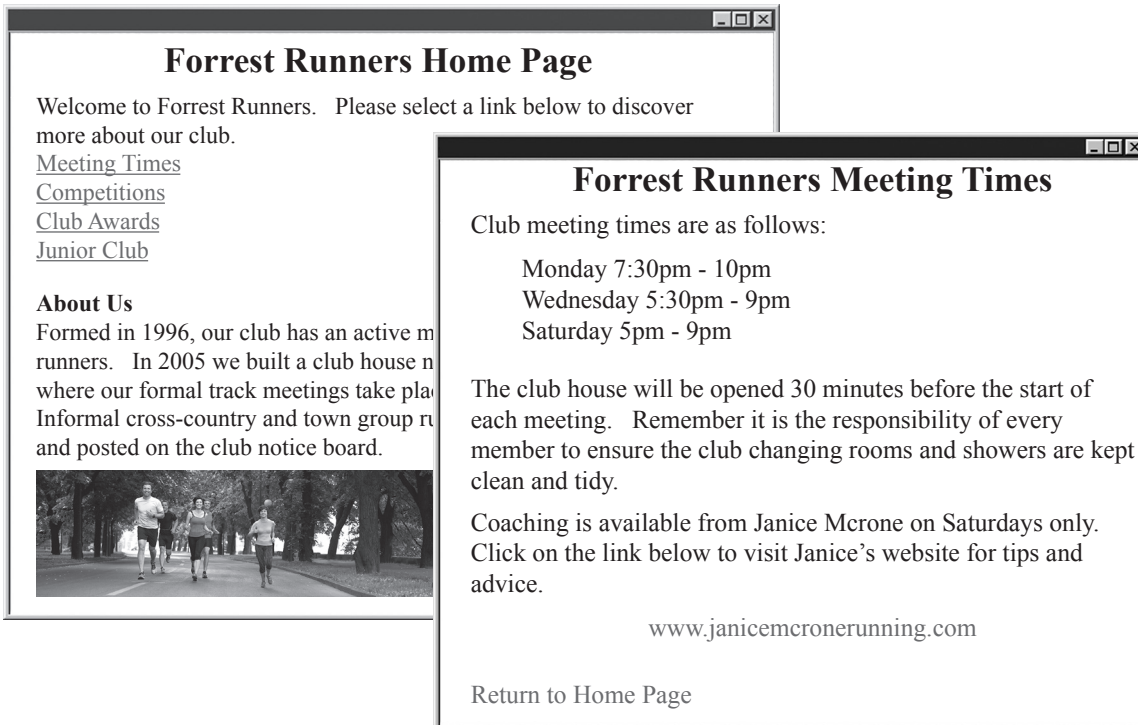 Forrest Runners Home Page
Welcome to Forrest Runners. Please select a link below to discover
more about our club.
Meeting Times
Competitions
Club Awards
Junior Club
About Us
Formed in 1996, our club has an active
runners. In 2005 we built a club house
where our formal track meetings take
Informal cross-country and town group
and posted on the club notice board.
Forrest Runners Meeting Times
Club meeting times are as follows:
Monday 7:30pm - 10pm
Wednesday 5:30pm - 9pm
Saturday 5pm - 9pm
The club house will be opened 30 minutes before the start of
each meeting. Remember it is the responsibility of every
member to ensure the club changing rooms and showers are kept
clean and tidy.
Coaching is available from Janice Mcrone on Saturdays only.
Click on the link below to visit Janice's website for tips and
advice.
www.janicemcronerunning.com
Return to Home Page